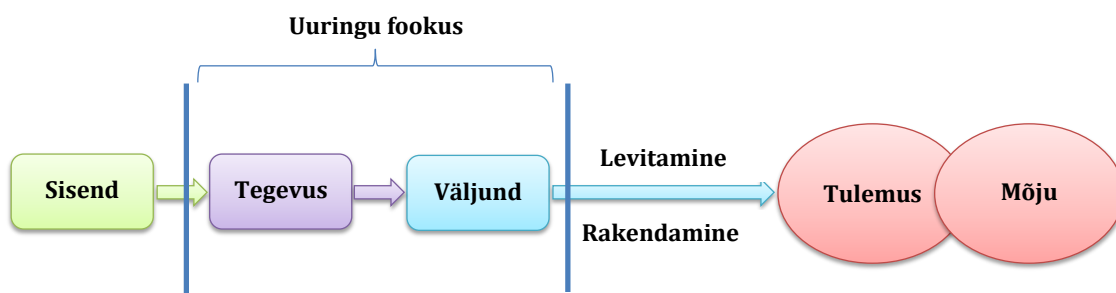 Uuringu fookus
Sisend
Tegevus
Väljund
Levitamine
Rakendamine
Tulemus
Mõju